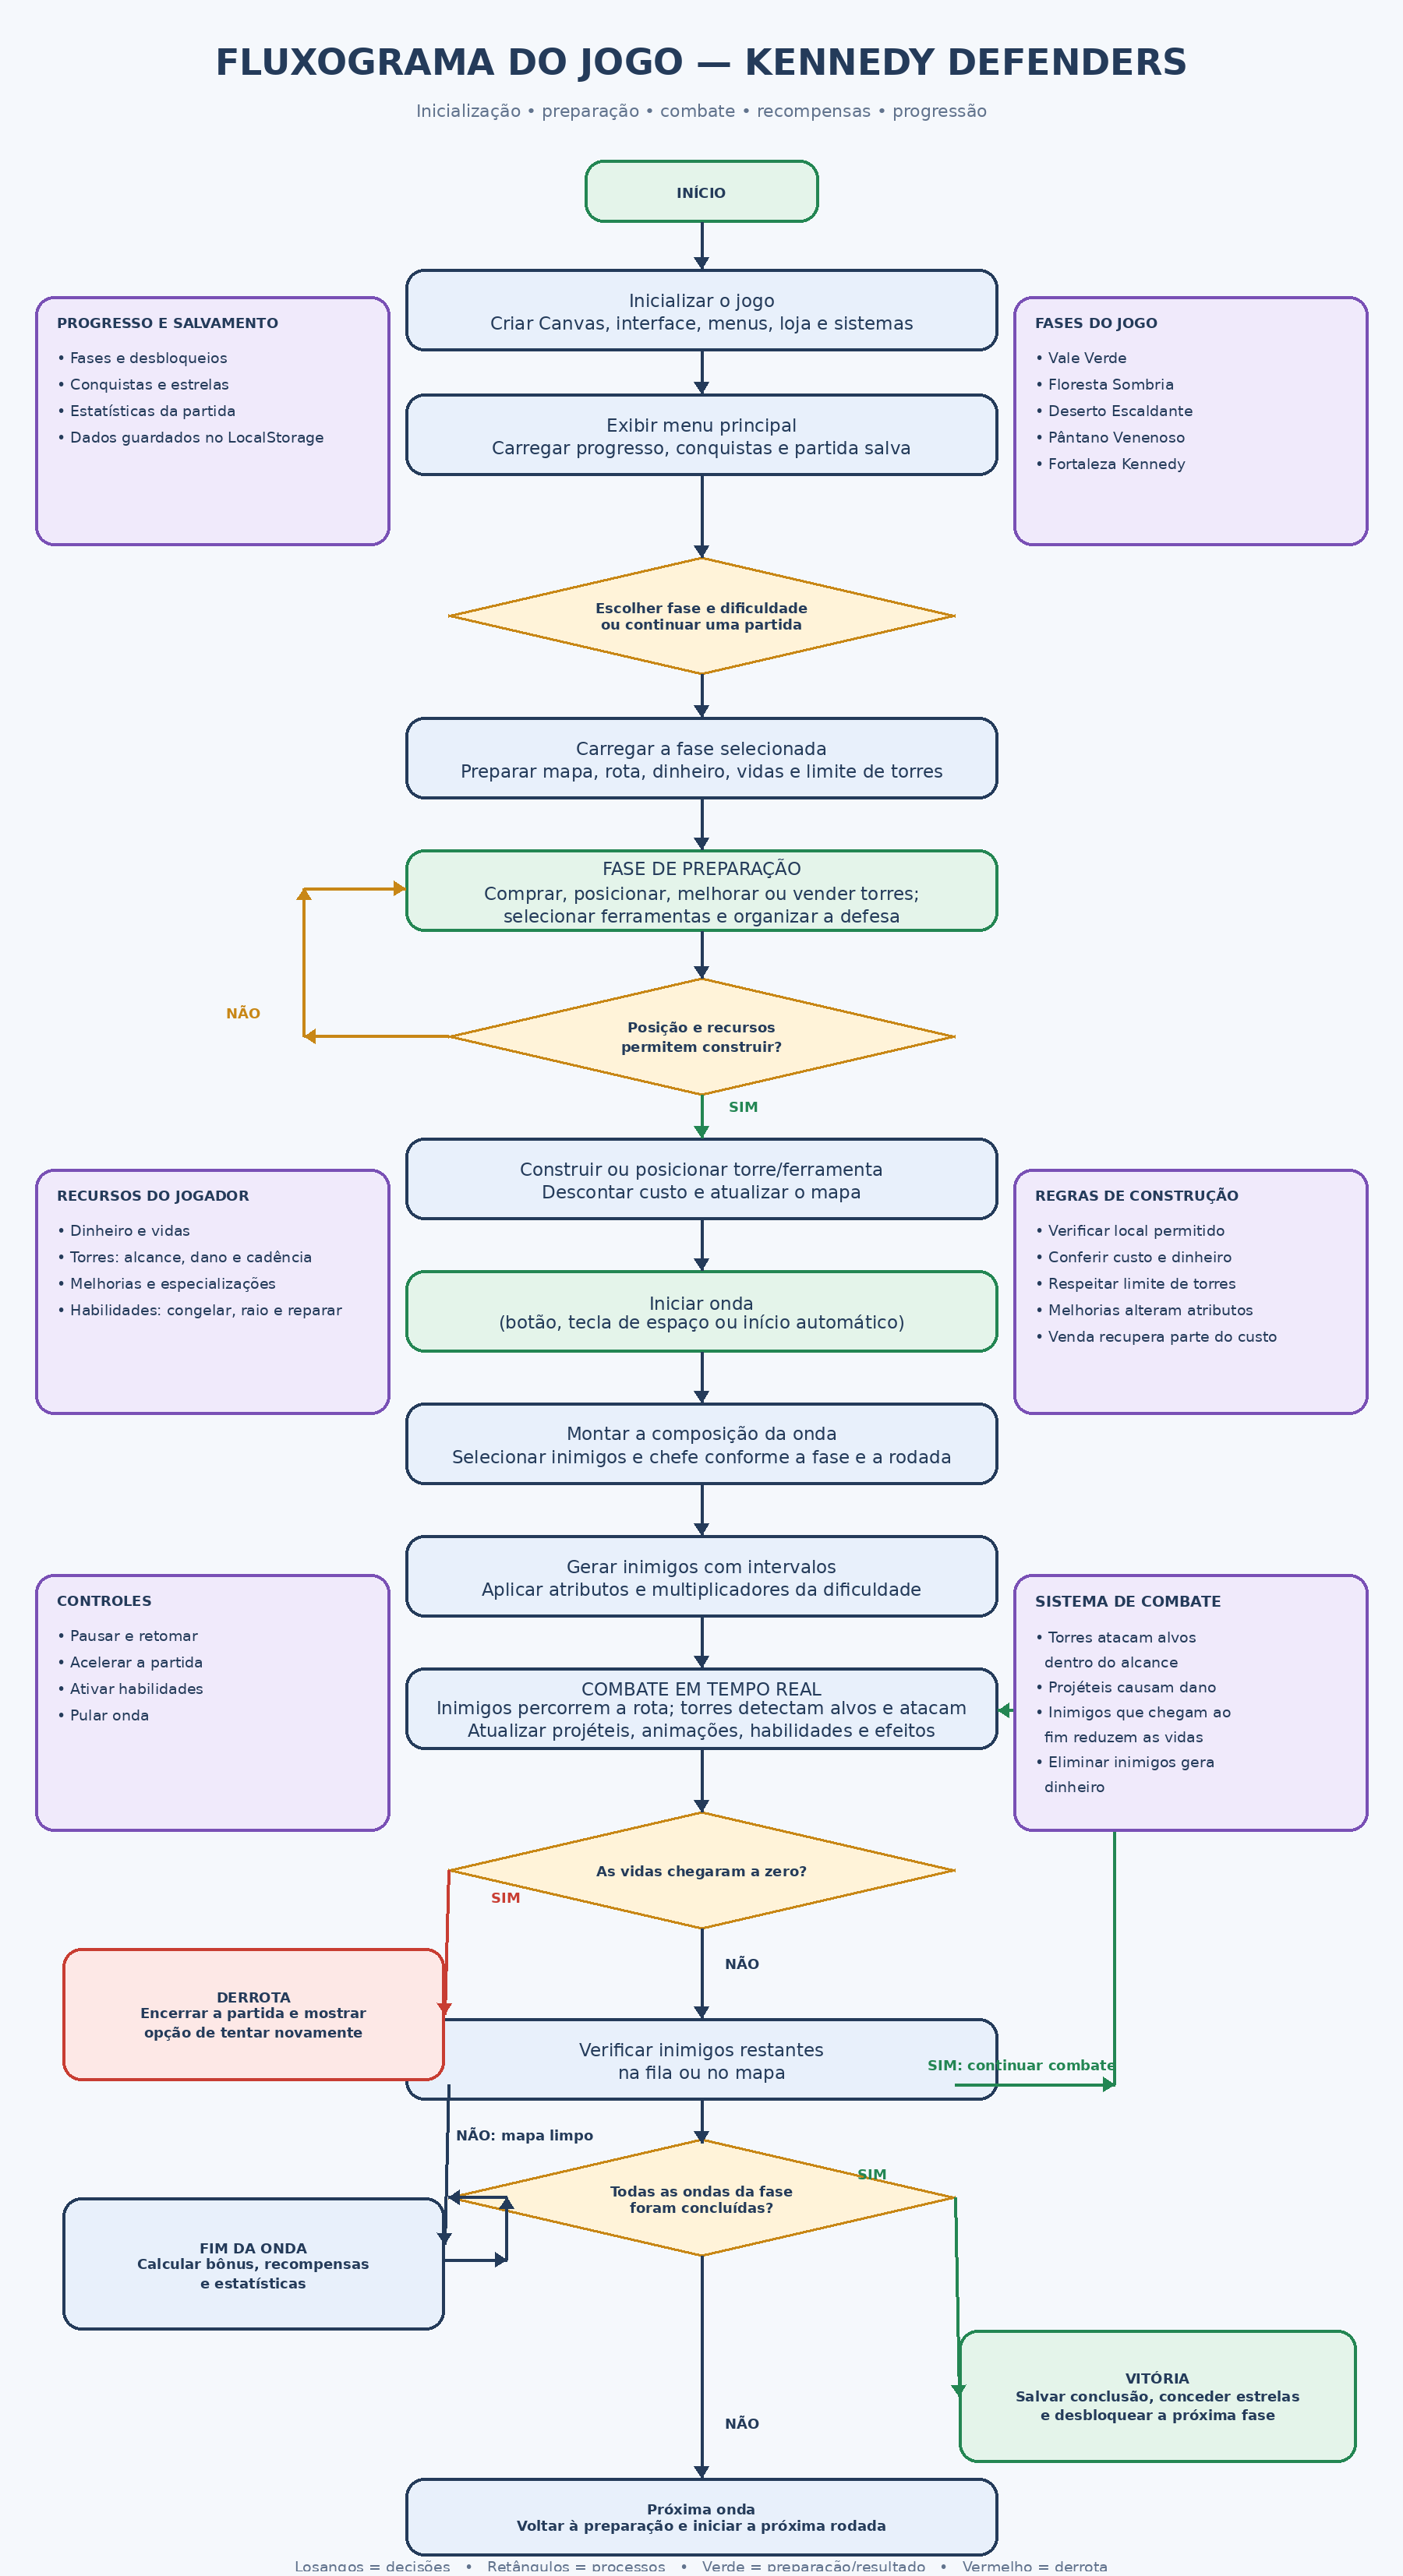 FLUXOGRAMA DO JOGO — KENNEDY DEFENDERS
Inicialização • preparação • combate • recompensas • progressão
INÍCIO
Inicializar o jogo
Criar Canvas, interface, menus, loja e sistemas
PROGRESSO E SALVAMENTO
• Fases e desbloqueios
• Conquistas e estrelas
• Estatísticas da partida
• Dados guardados no LocalStorage
FASES DO JOGO
• Vale Verde
• Floresta Sombria
• Deserto Escaldante
• Pântano Venenoso
• Fortaleza Kennedy
Exibir menu principal
Carregar progresso, conquistas e partida salva
Escolher fase e dificuldade
ou continuar uma partida
Carregar a fase selecionada
Preparar mapa, rota, dinheiro, vidas e limite de torres
FASE DE PREPARAÇÃO
Comprar, posicionar, melhorar ou vender torres;
selecionar ferramentas e organizar a defesa
NÃO
Posição e recursos
permitem construir?
SIM
Construir ou posicionar torre/ferramenta
Descontar custo e atualizar o mapa
RECURSOS DO JOGADOR
• Dinheiro e vidas
• Torres: alcance, dano e cadência
• Melhorias e especializações
• Habilidades: congelar, raio e reparar
REGRAS DE CONSTRUÇÃO
• Verificar local permitido
• Conferir custo e dinheiro
• Respeitar limite de torres
• Melhorias alteram atributos
• Venda recupera parte do custo
Iniciar onda
(botão, tecla de espaço ou início automático)
Montar a composição da onda
Selecionar inimigos e chefe conforme a fase e a rodada
Gerar inimigos com intervalos
Aplicar atributos e multiplicadores da dificuldade
CONTROLES
• Pausar e retomar
• Acelerar a partida
• Ativar habilidades
• Pular onda
SISTEMA DE COMBATE
• Torres atacam alvos
dentro do alcance
• Projéteis causam dano
• Inimigos que chegam ao
fim reduzem as vidas
• Eliminar inimigos gera
dinheiro
COMBATE EM TEMPO REAL
Inimigos percorrem a rota; torres detectam alvos e atacam
Atualizar projéteis, animações, habilidades e efeitos
As vidas chegaram a zero?
SIM
NÃO
DERROTA
Encerrar a partida e mostrar
opção de tentar novamente
Verificar inimigos restantes
na fila ou no mapa
SIM: continuar combate
NÃO: mapa limpo
SIM
Todas as ondas da fase
foram concluídas?
FIM DA ONDA
Calcular bônus, recompensas
e estatísticas
VITÓRIA
Salvar conclusão, conceder estrelas
e desbloquear a próxima fase
NÃO
Próxima onda
Voltar à preparação e iniciar a próxima rodada
Losangos = decisões • Retângulos = processos • Verde = preparação/resultado • Vermelho = derrota